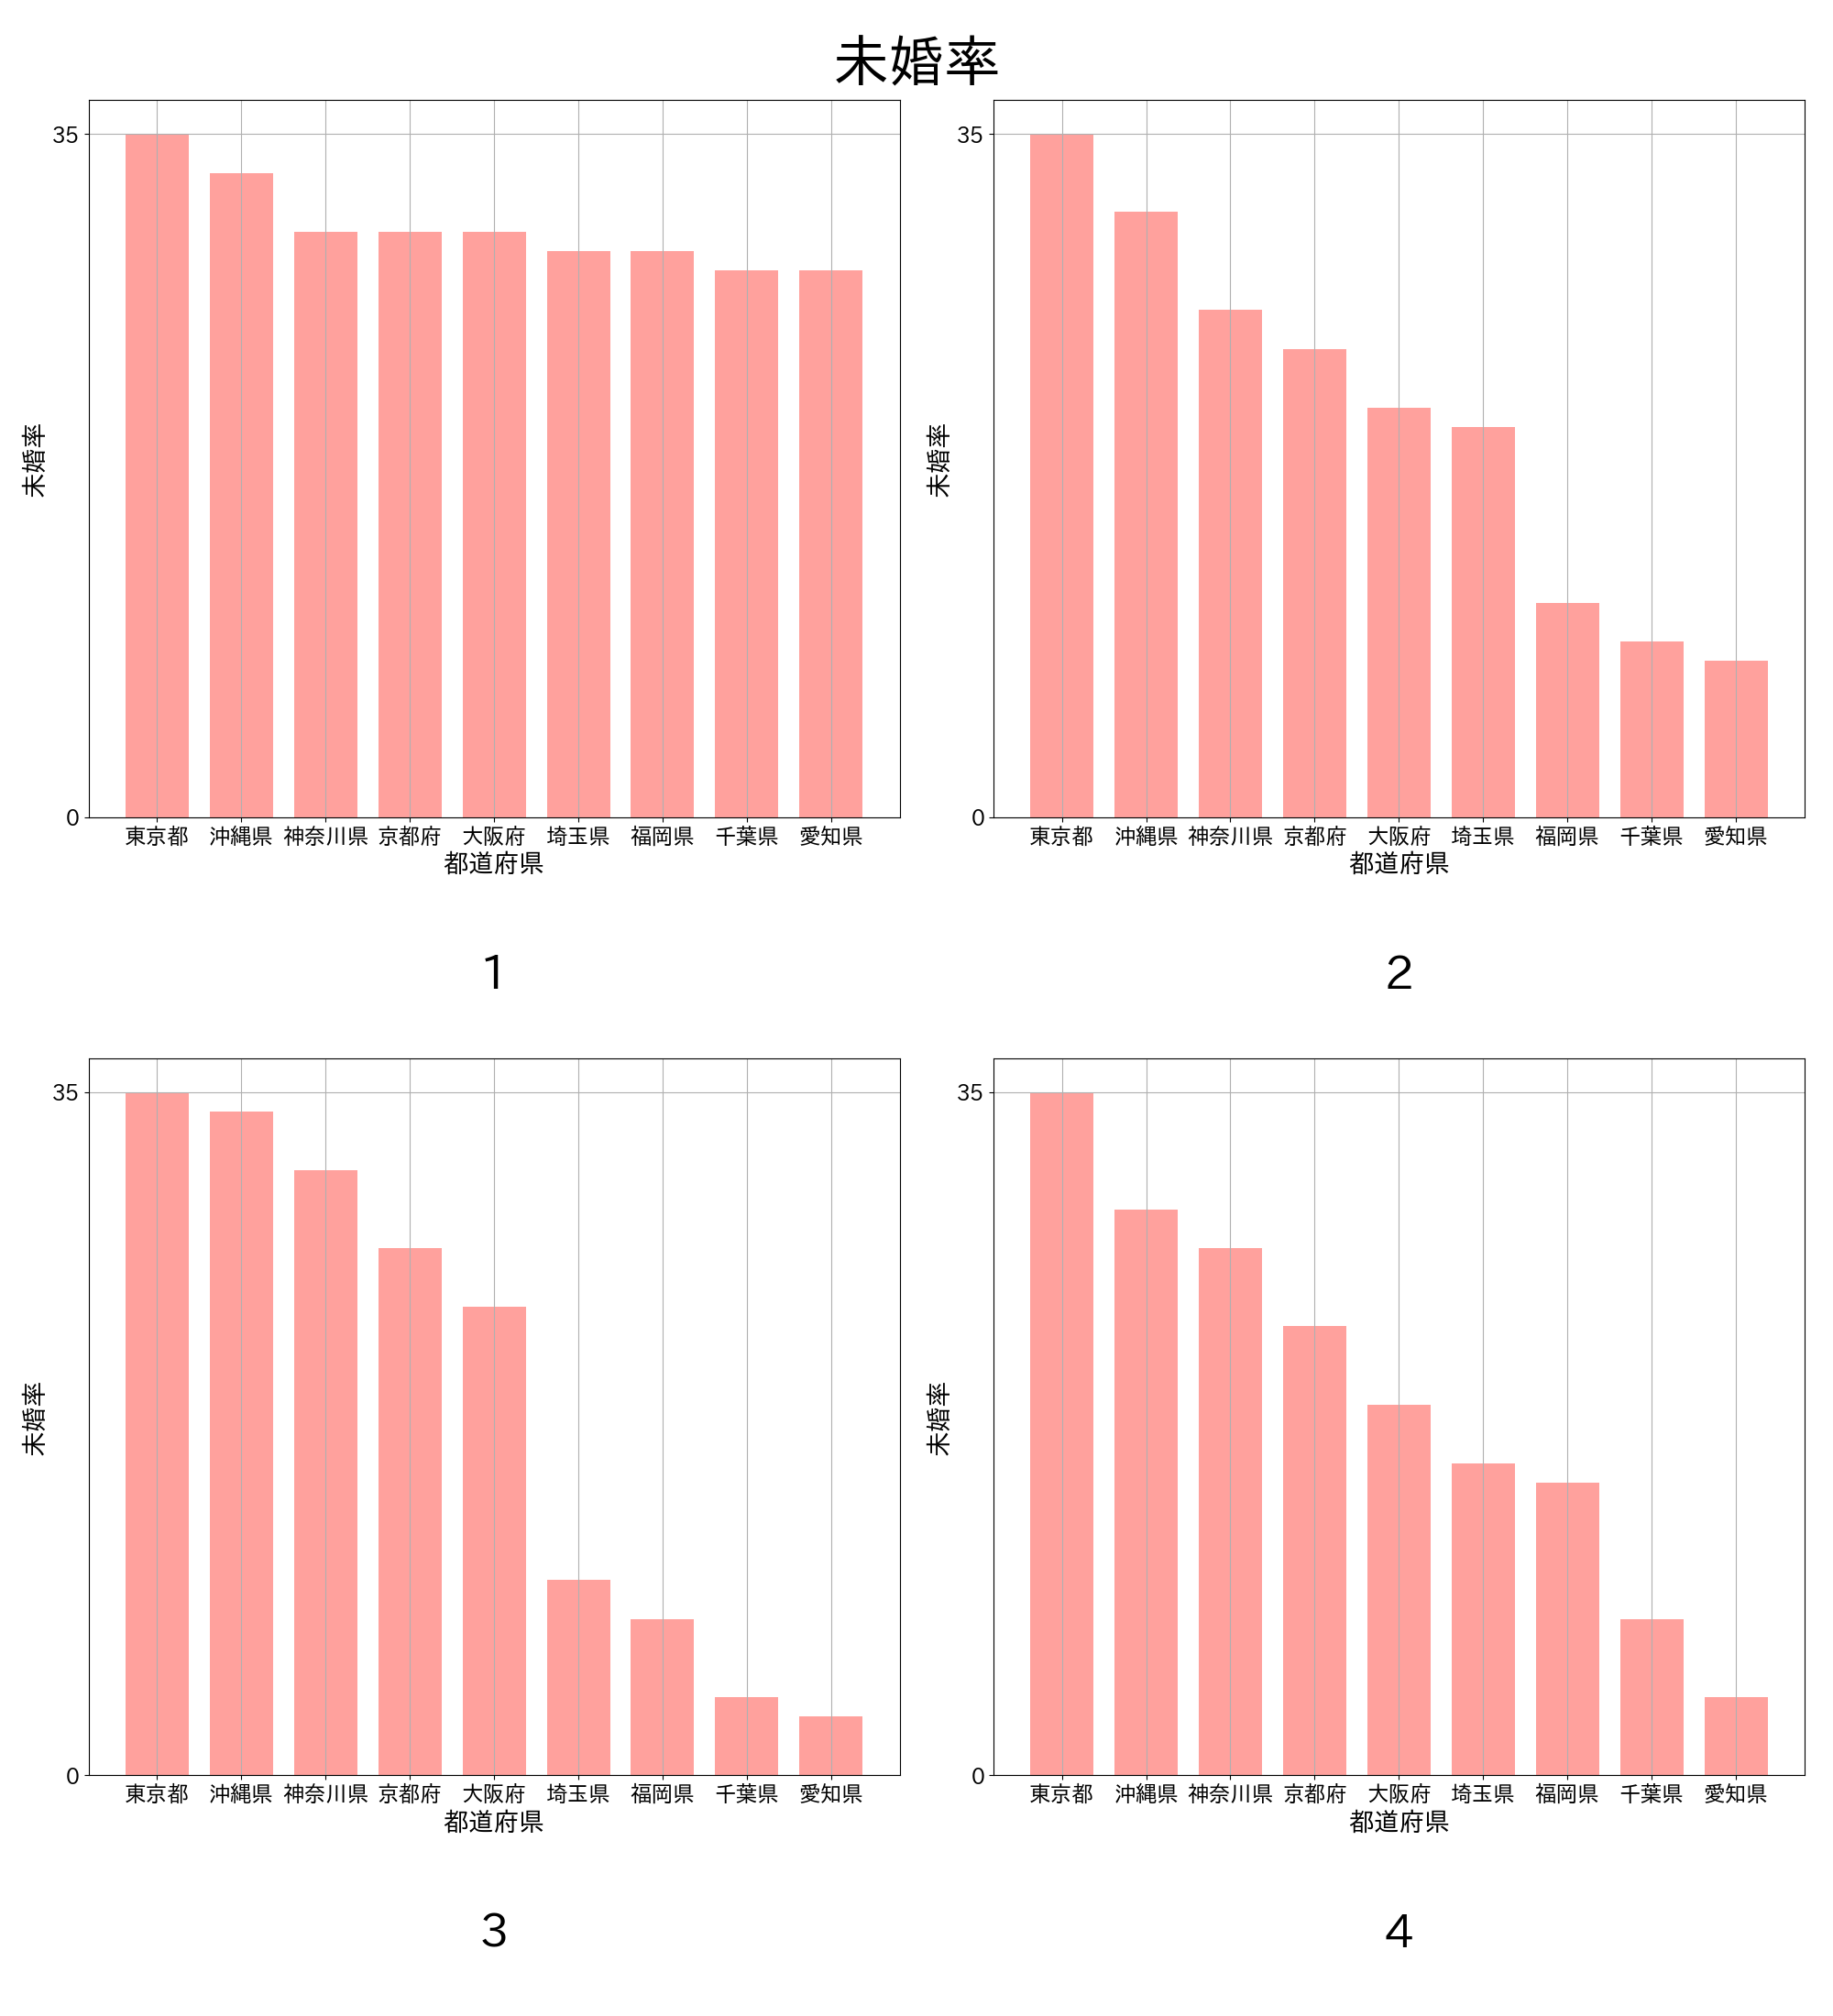 未婚率
35
0
未婚率
東京都 沖縄県 神奈川県 京都府 大阪府 埼玉県 福岡県 千葉県 愛知県
都道府県
1
35
0
未婚率
東京都 沖縄県 神奈川県 京都府 大阪府 埼玉県 福岡県 千葉県 愛知県
都道府県
2
35
0
未婚率
東京都 沖縄県 神奈川県 京都府 大阪府 埼玉県 福岡県 千葉県 愛知県
都道府県
3
35
0
未婚率
東京都 沖縄県 神奈川県 京都府 大阪府 埼玉県 福岡県 千葉県 愛知県
都道府県
4